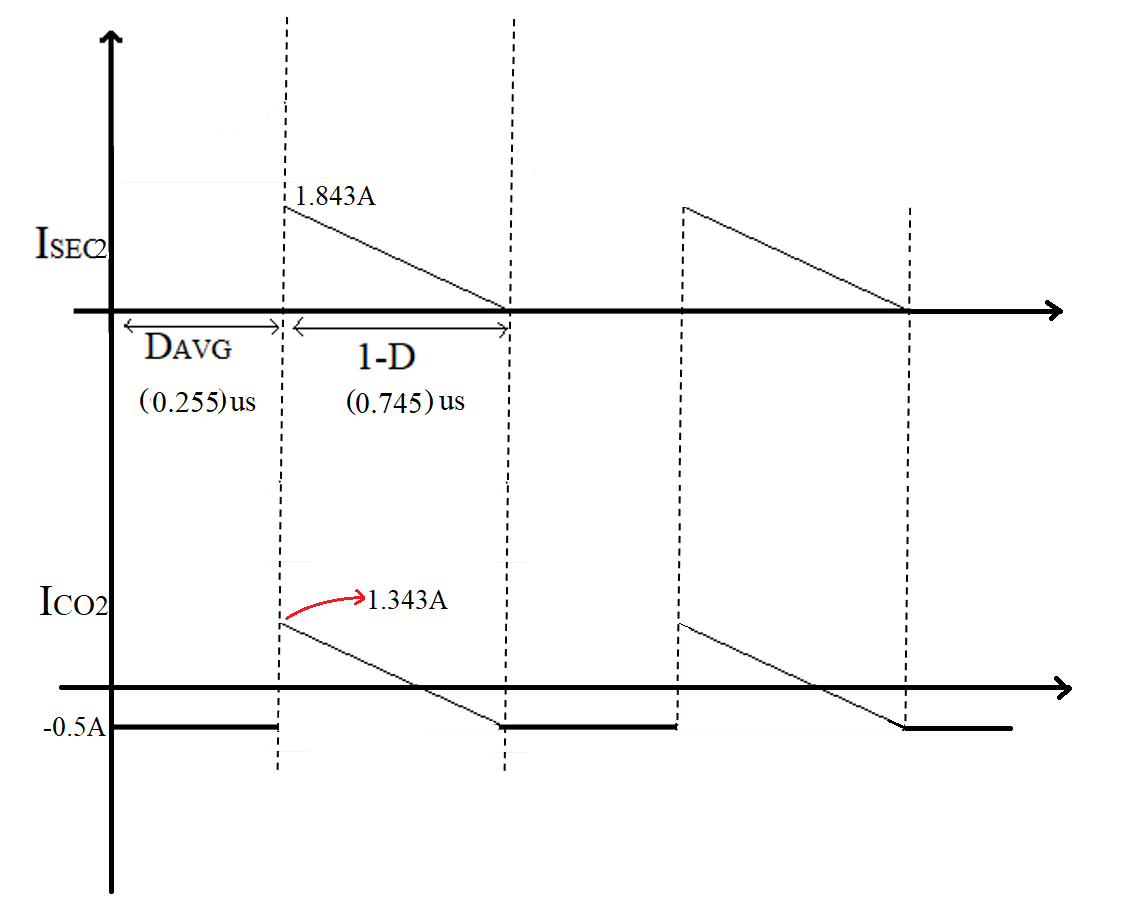 1.843A
ISEC2
DAVG
1-D
(0.255)us
(0.745)us
ICO2
1.343A
-0.5A